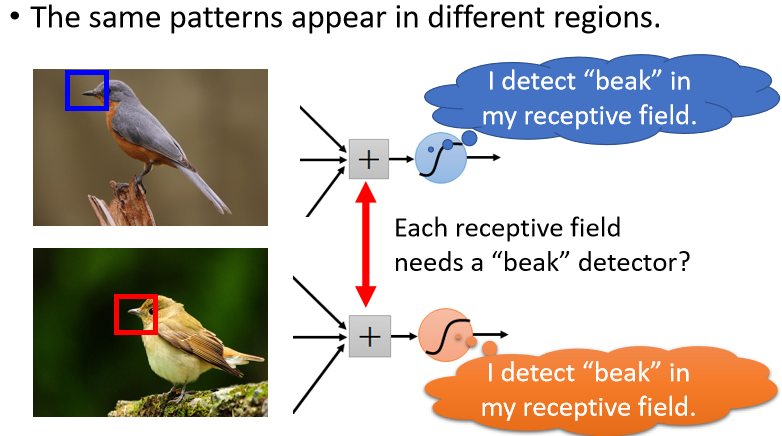 • The same patterns appear in different regions.
I detect “beak” in
my receptive field.
+
Each receptive field
needs a “beak” detector?
+
I detect “beak” in
my receptive field.